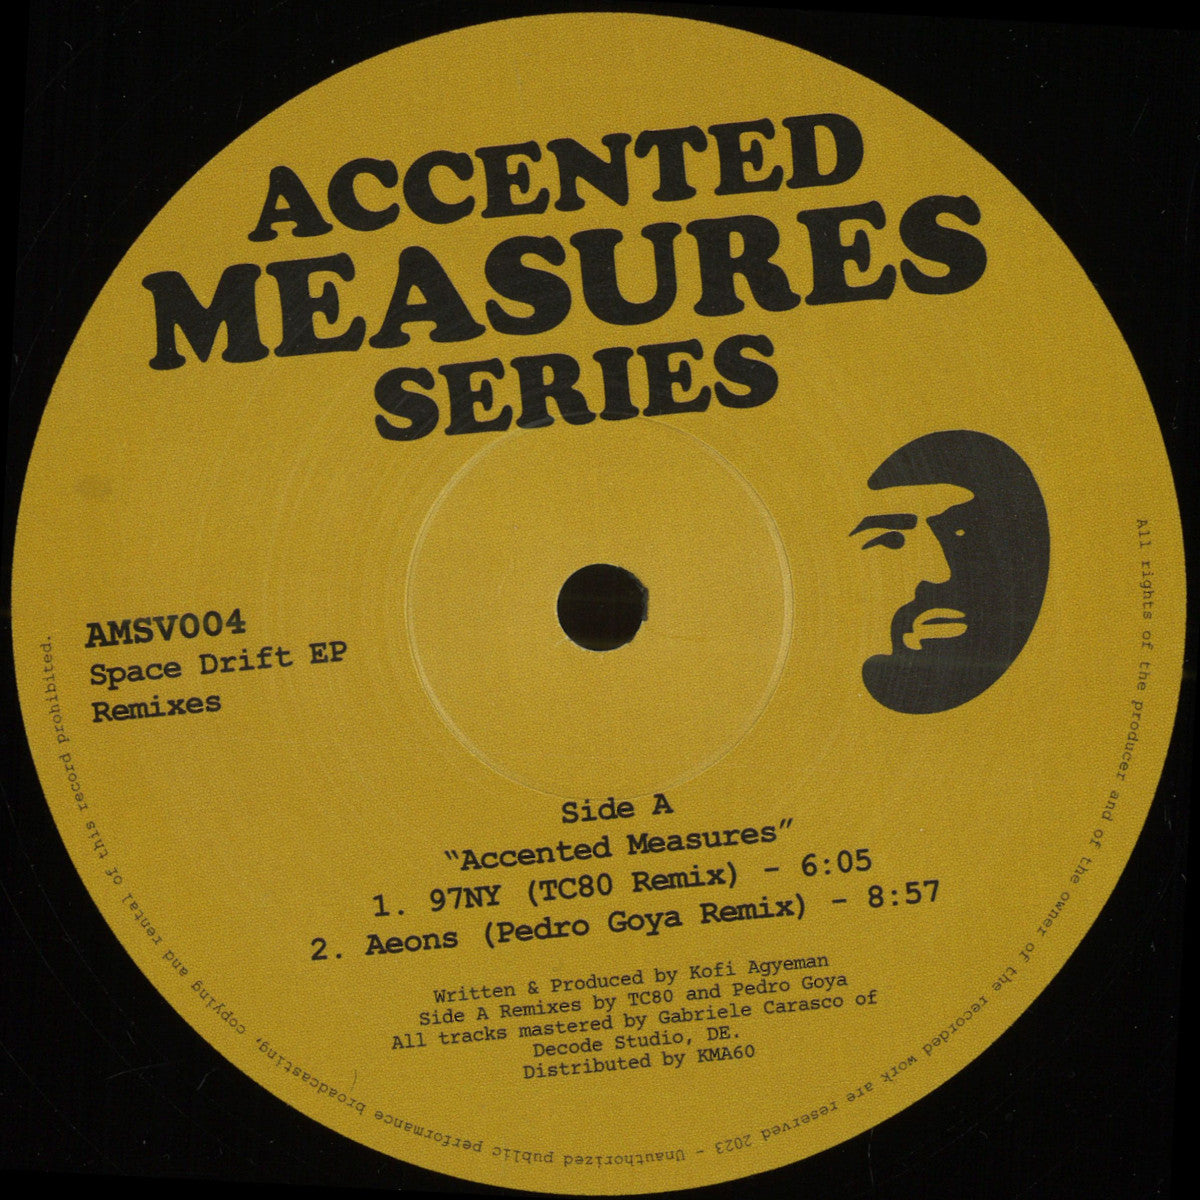 ACCENTED
MEASURES
SERIES
AMSV004
Space Drift EP
Remixes
Side A
“Accented Measures”
1. 97NY (TC80 Remix) – 6:05
2. Aeons (Pedro Goya Remix) – 8:57
Written & Produced by Kofi Agyeman
Side A Remixes by TC80 and Pedro Goya
All tracks mastered by Gabriele Carasco of
Decode Studio, DE.
Distributed by KMA60
All rights of the producer and of the owner of the recorded work are reserved 2023 - Unauthorized public performance broadcasting, copying and rental of this record prohibited.